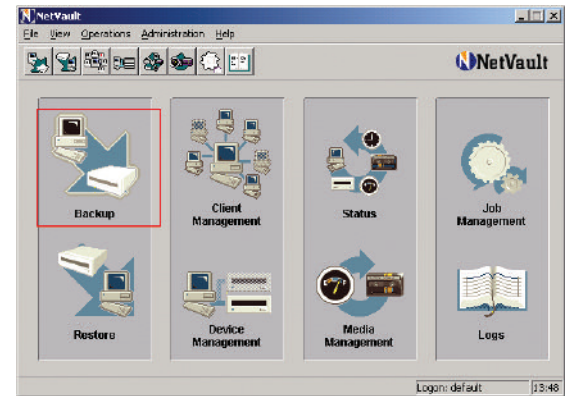 NetVault
File View Operations Administration Help
NetVault
Backup
Client
Management
Status
Job
Management
Restore
Device
Management
Media
Management
Logs
Logon: default
13:48